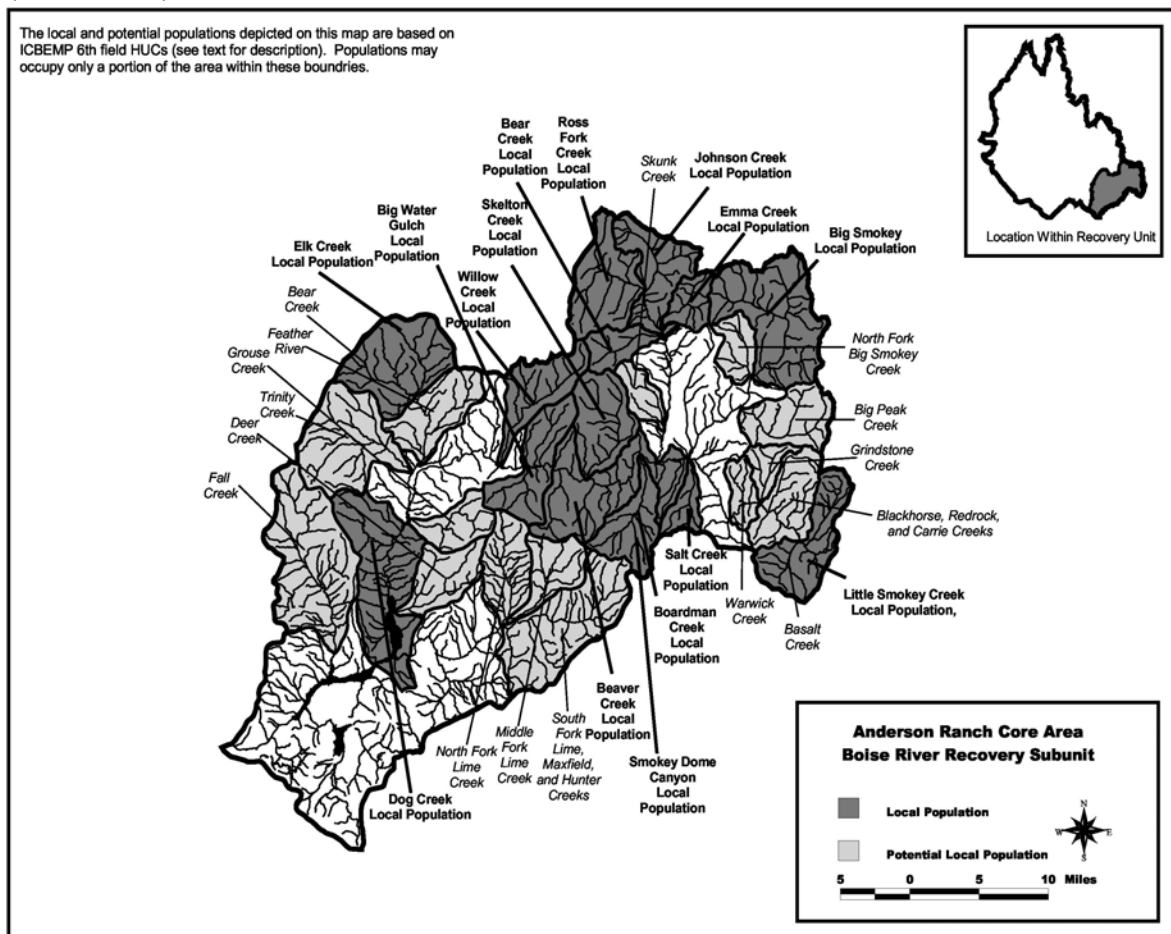 The local and potential populations depicted on this map are based on
ICBEMP 6th field HUCs (see text for description). Populations may
occupy only a portion of the area within these boundries.
Location Within Recovery Unit
Bear
Creek
Local
Population
Ross
Fork
Creek
Local
Population
Skunk
Creek
Johnson Creek
Local Population
Big Water
Gulch
Local
Population
Skelton
Creek
Local
Population
Emma Creek
Local Population
Big Smokey
Local Population
Elk Creek
Local Population
Willow
Creek
Local
Population
Bear
Creek
Feather
River
Grouse
Creek
Trinity
Creek
Deer
Creek
Fall
Creek
North Fork
Big Smokey
Creek
Big Peak
Creek
Grindstone
Creek
Blackhorse, Redrock,
and Carrie Creeks
Salt Creek
Local
Population
Little Smokey Creek
Local Population,
Warwick
Creek
Basalt
Creek
Boardman
Creek
Local
Population
Beaver
Creek
Local
Population
Smokey Dome
Canyon
Local
Population
South
Fork
Lime,
Maxfield,
and Hunter
Creeks
Middle
Fork
Lime
Creek
North Fork
Lime
Creek
Dog Creek
Local Population
Anderson Ranch Core Area
Boise River Recovery Subunit
Local Population
Potential Local Population
N
W
E
S
5 0 5 10 Miles